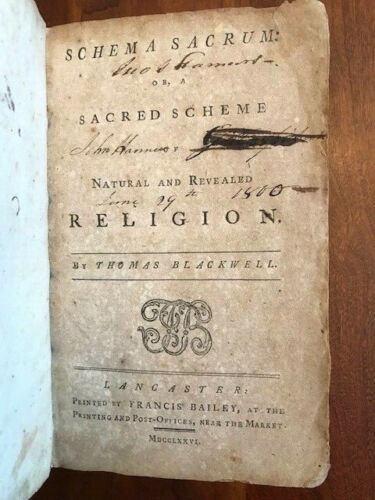 SCHEMA SACRUM:
OR, A
SACRED SCHEME
John
NATURAL AND REVEALED
June 29th 1800
RELIGION.
BY THOMAS BLACKWELL.
LANCASTER:
PRINTED BY FRANCIS BAILEY, AT THE
PRINTING AND POST-OFFICES, NEAR THE MARKET.
MDCCLXXVI.